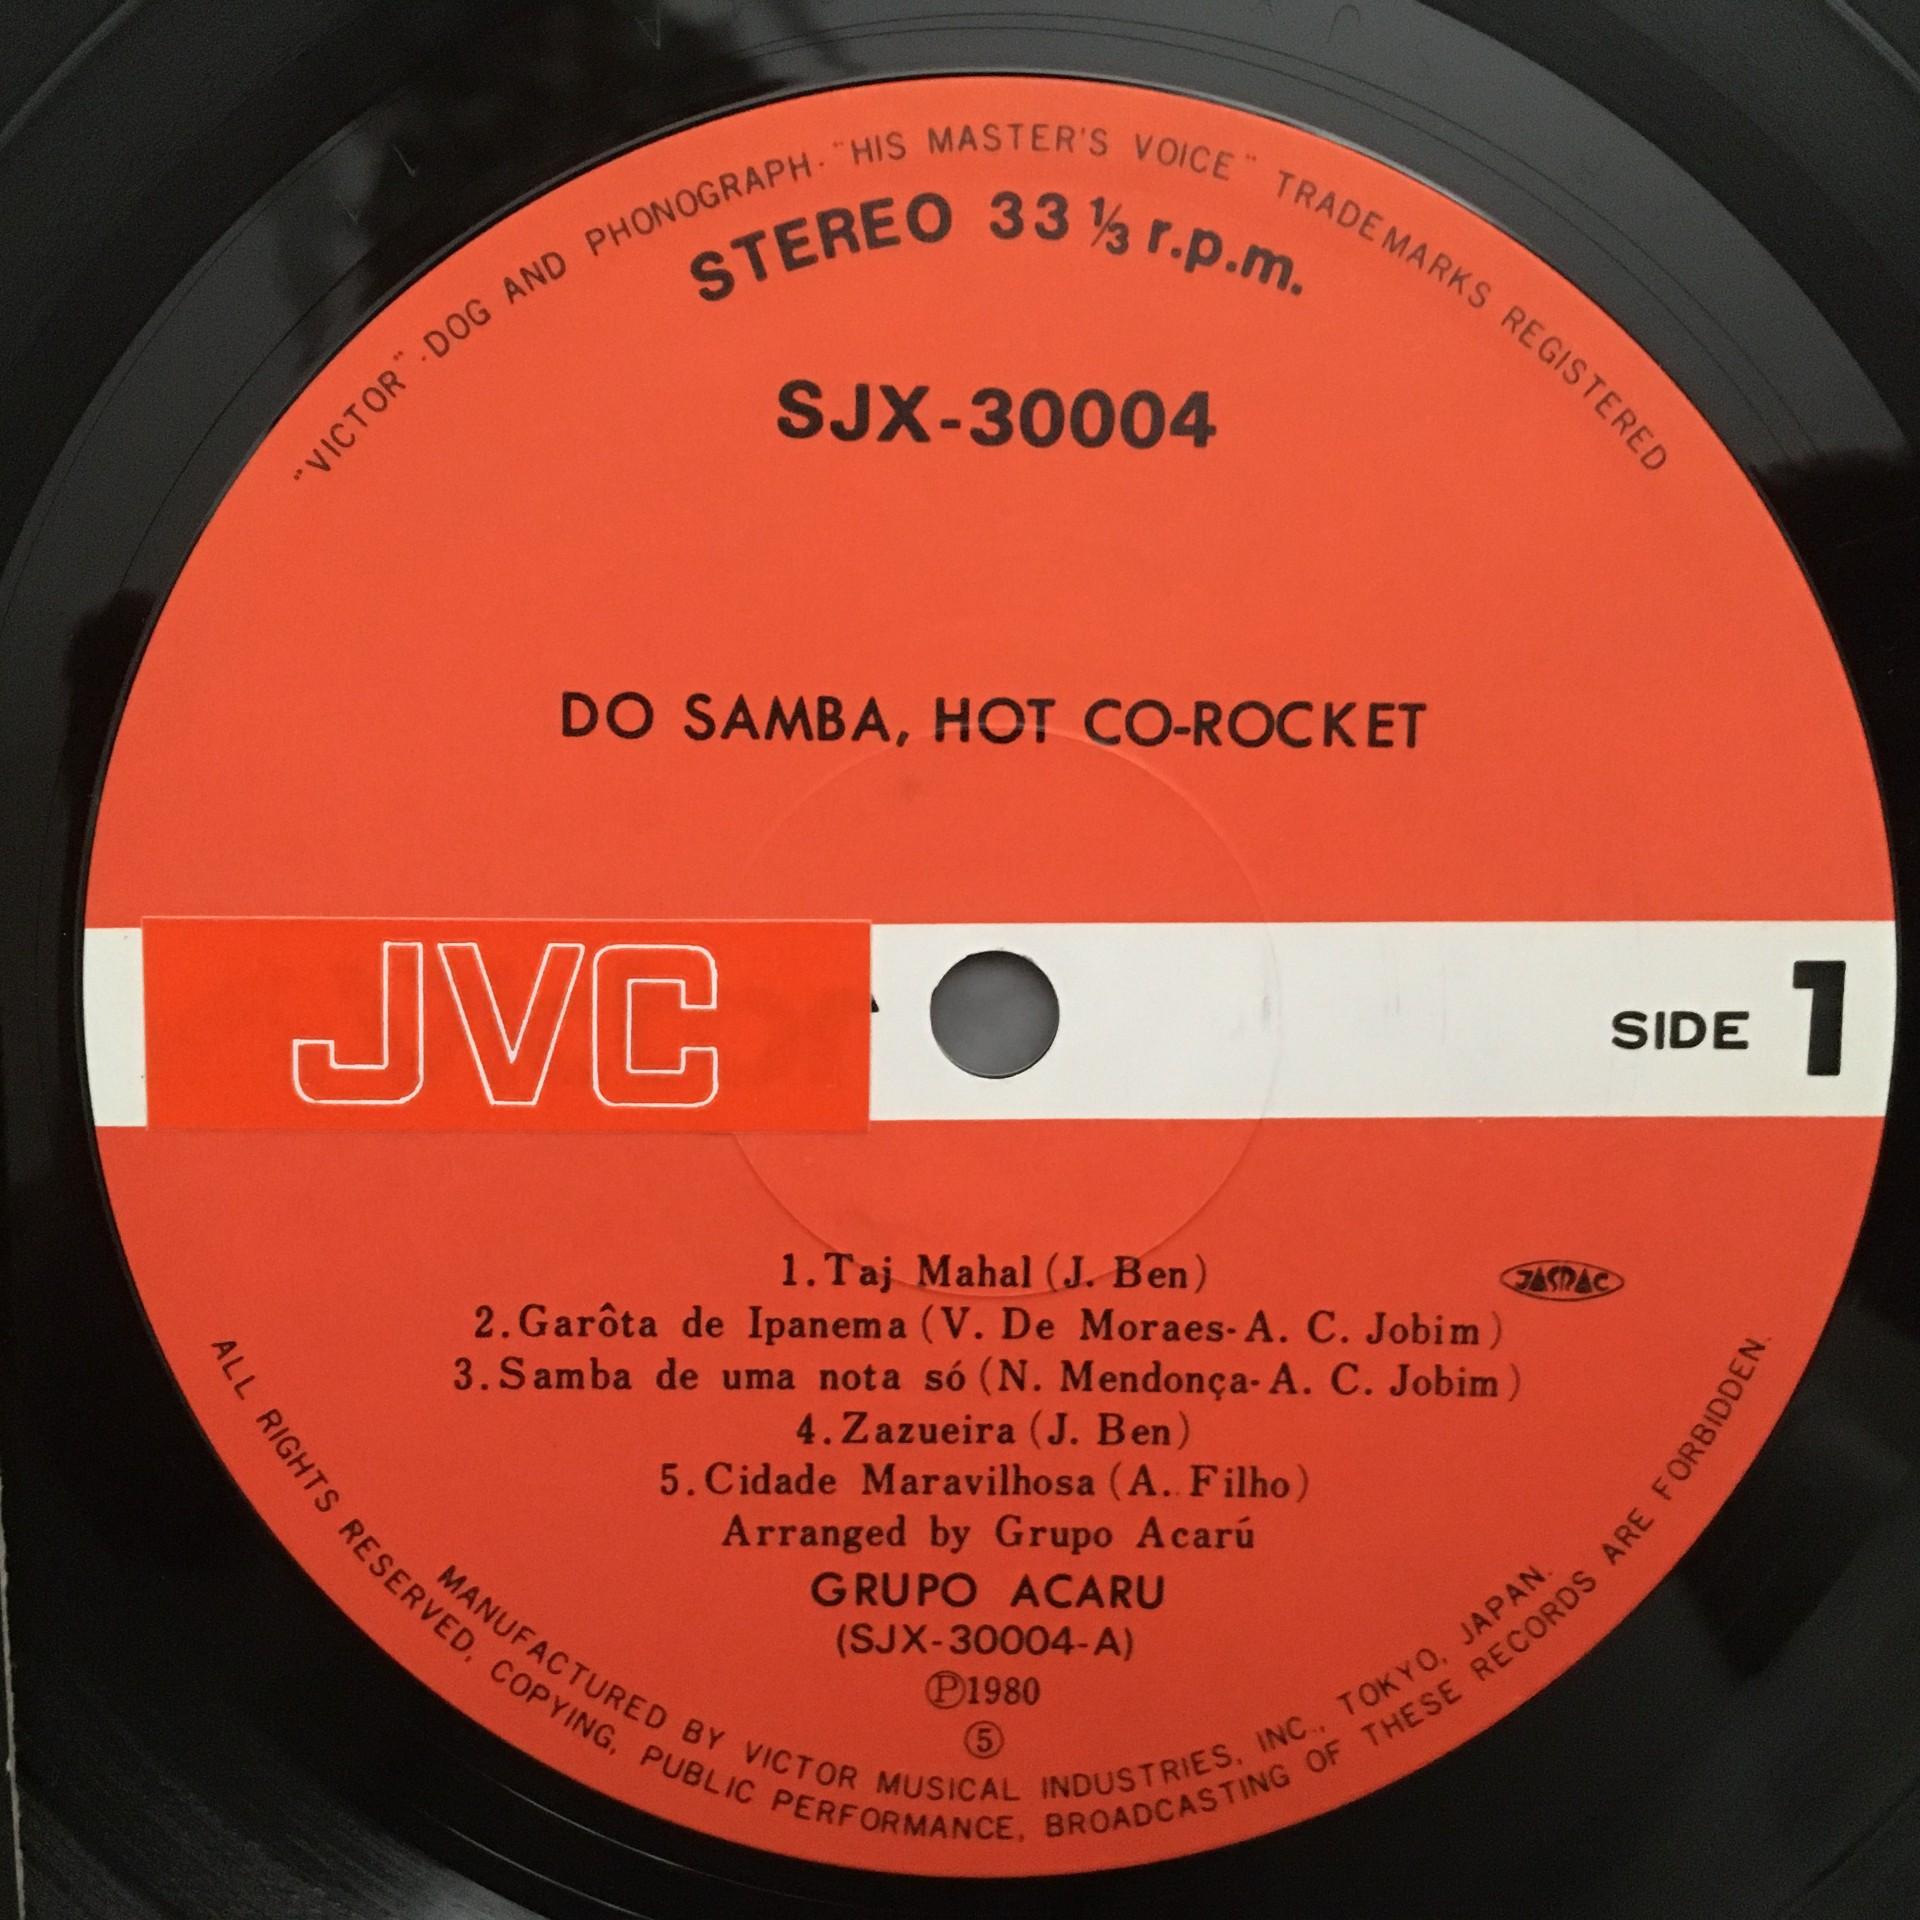 "VICTOR"·DOG AND PHONOGRAPH·"HIS MASTER'S VOICE" TRADEMARKS REGISTERED
STEREO 33 ⅓ r.p.m.
SJX-30004
DO SAMBA, HOT CO-ROCKET
JVC
SIDE 1
1.Taj Mahal (J. Ben)
JASRAC
2.Garôta de Ipanema (V. De Moraes-A. C. Jobim)
3.Samba de uma nota só (N. Mendonça-A. C. Jobim)
4.Zazueira (J. Ben)
5.Cidade Maravilhosa (A. Filho)
Arranged by Grupo Acarú
GRUPO ACARU
(SJX-30004-A)
Ⓟ1980
⑤
MANUFACTURED BY VICTOR MUSICAL INDUSTRIES, INC., TOKYO, JAPAN.
ALL RIGHTS RESERVED, COPYING, PUBLIC PERFORMANCE, BROADCASTING OF THESE RECORDS ARE FORBIDDEN.